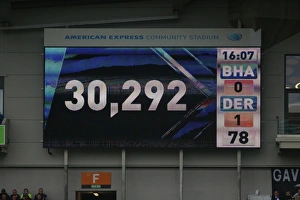 AMERICAN EXPRESS COMMUNITY STADIUM
30,292
16:07
BHA
0
DER
1
78
F
GAV